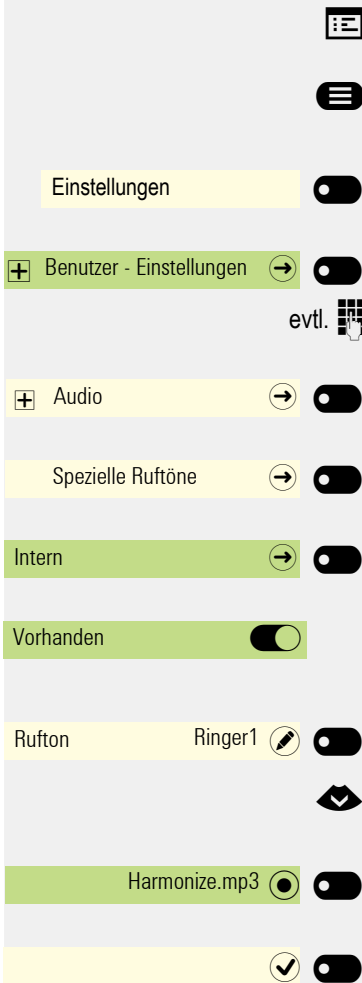 Einstellungen
Benutzer - Einstellungen
evtl.
Audio
Spezielle Ruftöne
Intern
Vorhanden
Rufton Ringer1
Harmonize.mp3